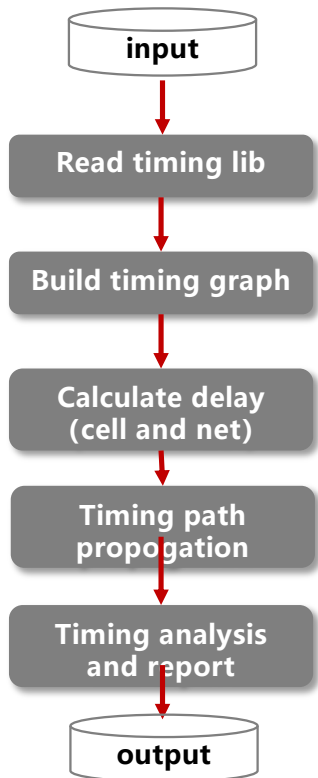 input
Read timing lib
Build timing graph
Calculate delay
(cell and net)
Timing path
propogation
Timing analysis
and report
output